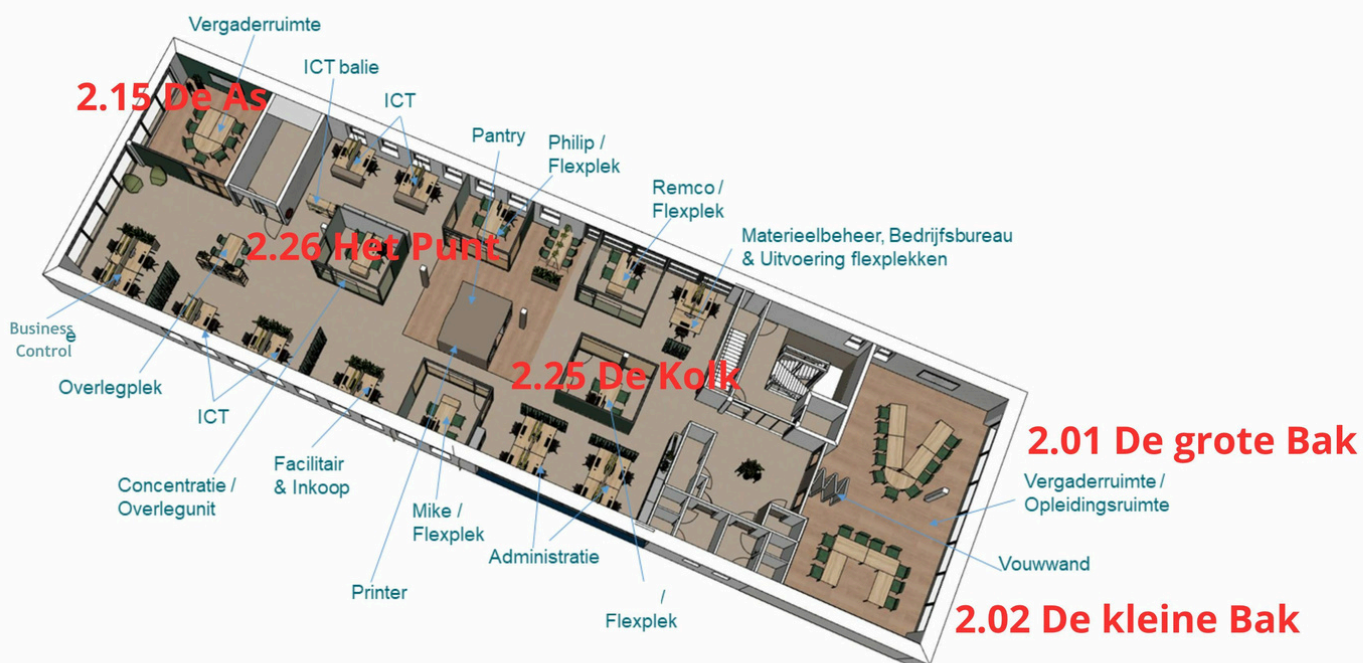 Vergaderruimte
ICT balie
2.15 De As
ICT
Pantry
Philip /
Flexplek
Remco /
Flexplek
Materieelbeheer, Bedrijfsbureau
& Uitvoering flexplekken
2.26 Het Punt
Business
e
Control
Overlegplek
ICT
2.25 De Kolk
2.01 De grote Bak
Vergaderruimte /
Opleidingsruimte
Concentratie /
Overlegunit
Facilitair
& Inkoop
Mike /
Flexplek
Administratie
Vouwwand
Printer
/
Flexplek
2.02 De kleine Bak